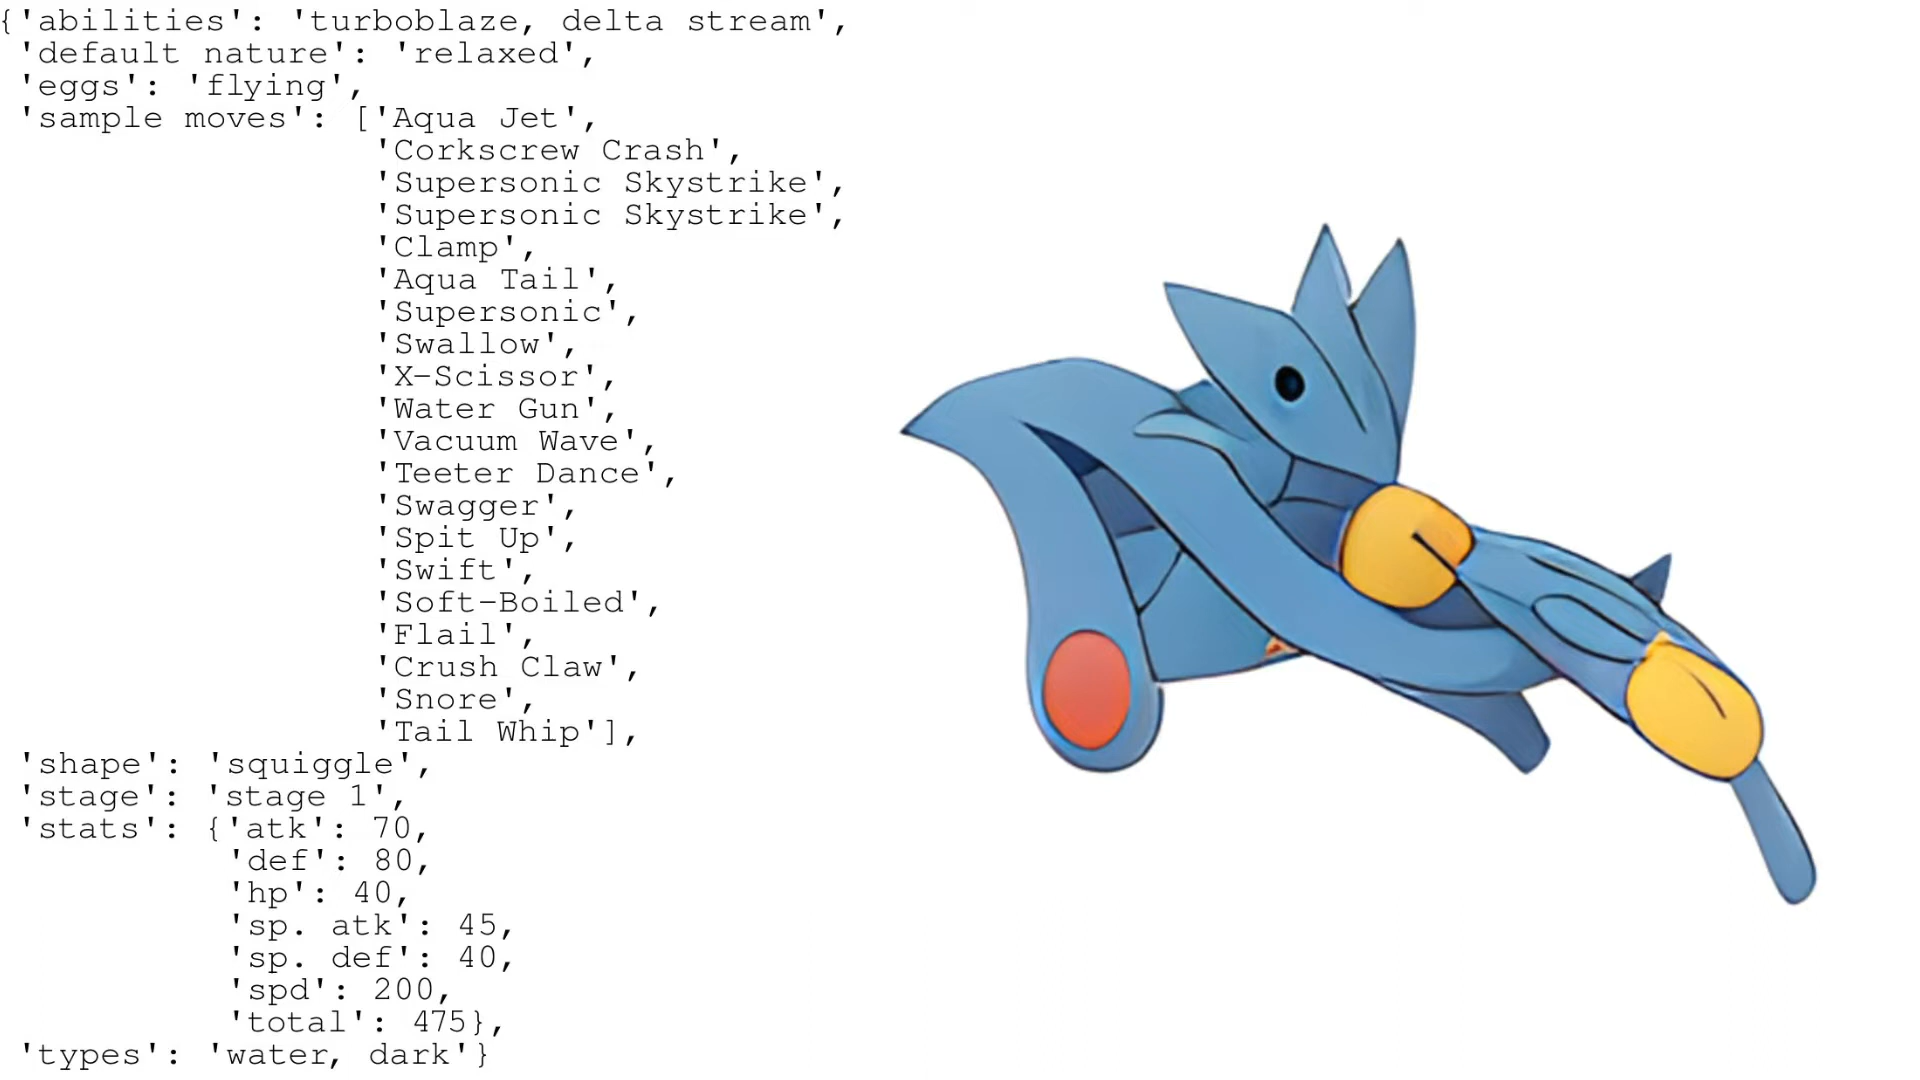 {'abilities': 'turboblaze, delta stream',
'default nature': 'relaxed',
'eggs': 'flying',
'sample moves': ['Aqua Jet',
'Corkscrew Crash',
'Supersonic Skystrike',
'Supersonic Skystrike',
'Clamp',
'Aqua Tail',
'Supersonic',
'Swallow',
'X-Scissor',
'Water Gun',
'Vacuum Wave',
'Teeter Dance',
'Swagger',
'Spit Up',
'Swift',
'Soft-Boiled',
'Flail',
'Crush Claw',
'Snore',
'Tail Whip'],
'shape': 'squiggle',
'stage': 'stage 1',
'stats': {'atk': 70,
'def': 80,
'hp': 40,
'sp. atk': 45,
'sp. def': 40,
'spd': 200,
'total': 475},
'types': 'water, dark'}